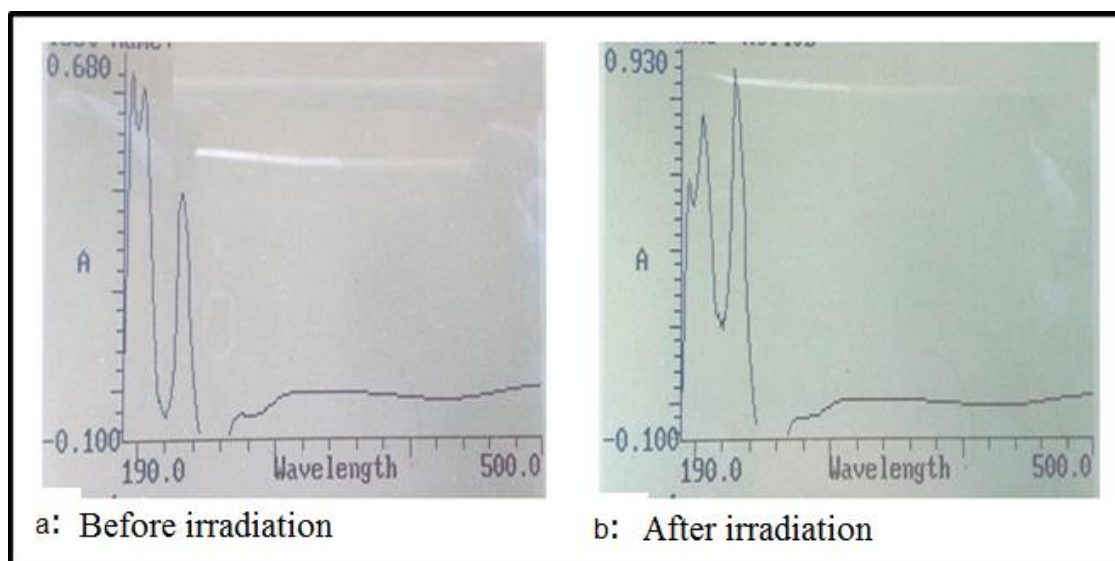 0.680
A
-0.100
190.0 Wavelength 500.0
a: Before irradiation
0.930
A
-0.100
190.0 Wavelength 500.0
b: After irradiation